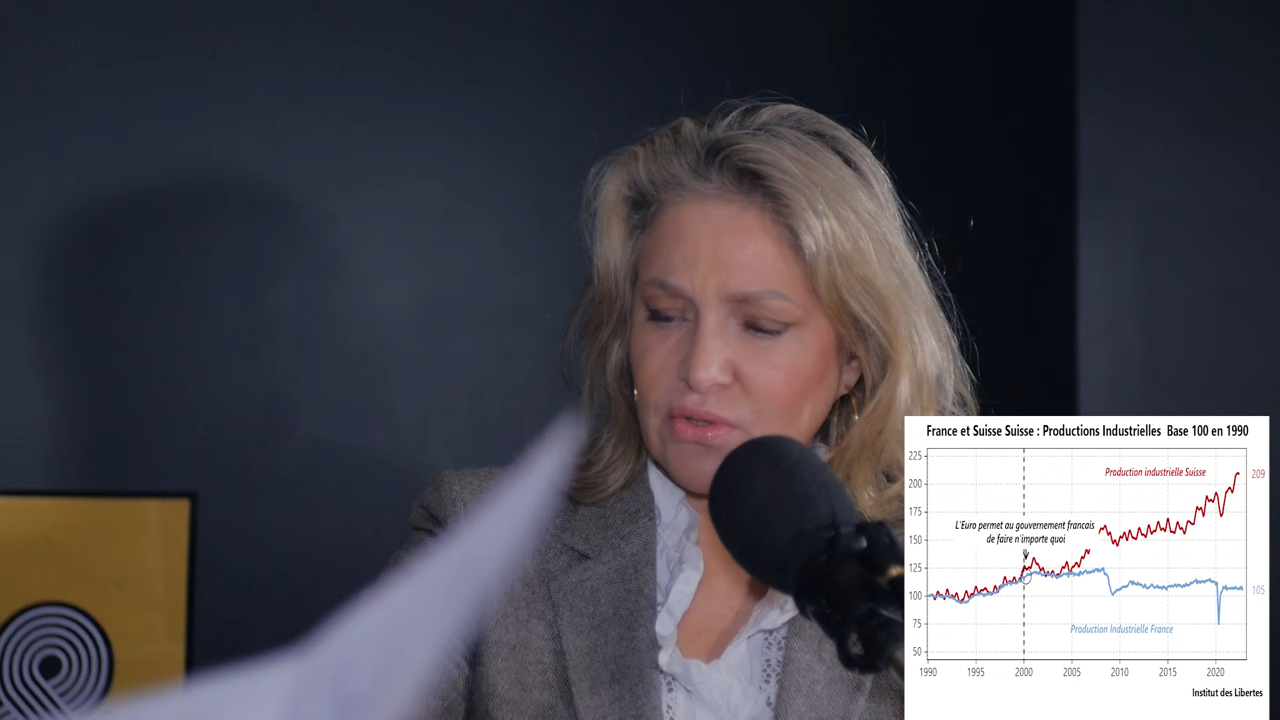 France et Suisse Suisse : Productions Industrielles Base 100 en 1990
225
200
175
150
125
100
75
50
Production industrielle Suisse
209
L'Euro permet au gouvernement francais
de faire n'importe quoi
105
Production Industrielle France
1990 1995 2000 2005 2010 2015 2020
Institut des Libertes